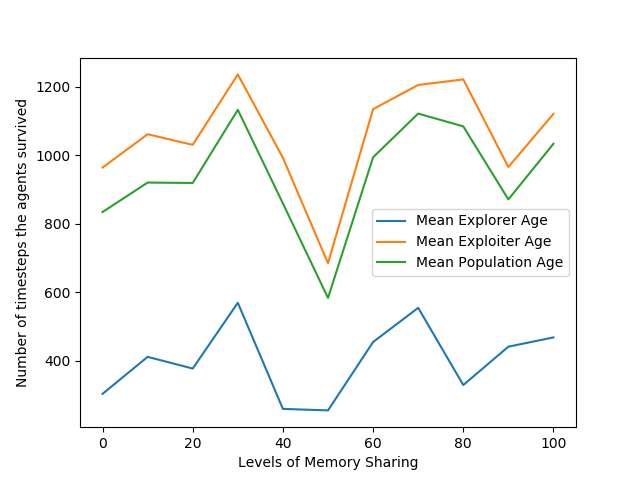 1200
1000
800
600
400
Number of timesteps the agents survived
Mean Explorer Age
Mean Exploiter Age
Mean Population Age
0 20 40 60 80 100
Levels of Memory Sharing